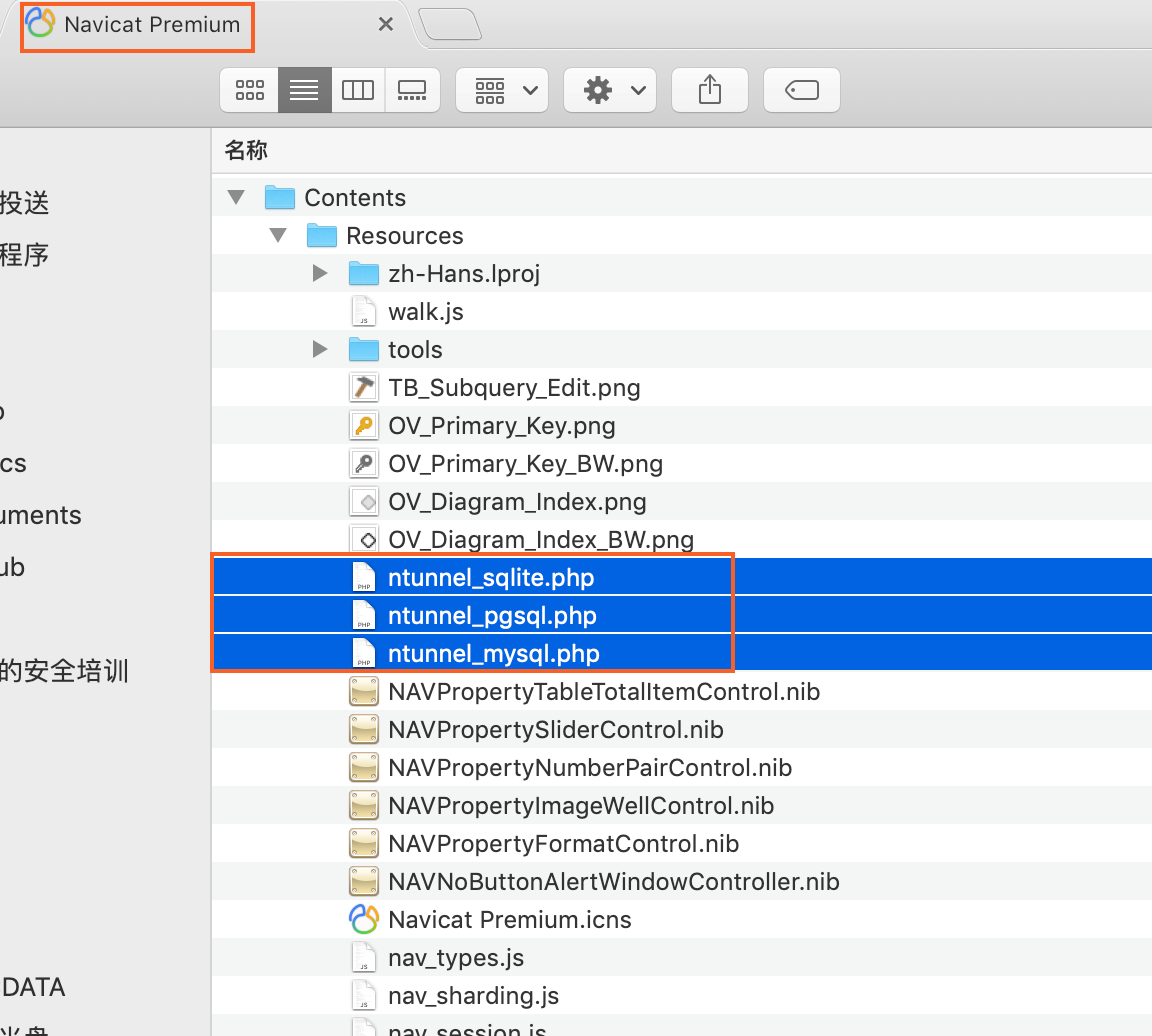 Navicat Premium
名称
投送
程序
cs
uments
ub
的安全培训
DATA
Contents
Resources
zh-Hans.lproj
walk.js
tools
TB_Subquery_Edit.png
OV_Primary_Key.png
OV_Primary_Key_BW.png
OV_Diagram_Index.png
OV_Diagram_Index_BW.png
ntunnel_sqlite.php
ntunnel_pgsql.php
ntunnel_mysql.php
NAVPropertyTableTotalItemControl.nib
NAVPropertySliderControl.nib
NAVPropertyNumberPairControl.nib
NAVPropertyImageWellControl.nib
NAVPropertyFormatControl.nib
NAVNoButtonAlertWindowController.nib
Navicat Premium.icns
nav_types.js
nav_sharding.js
nav_session.js